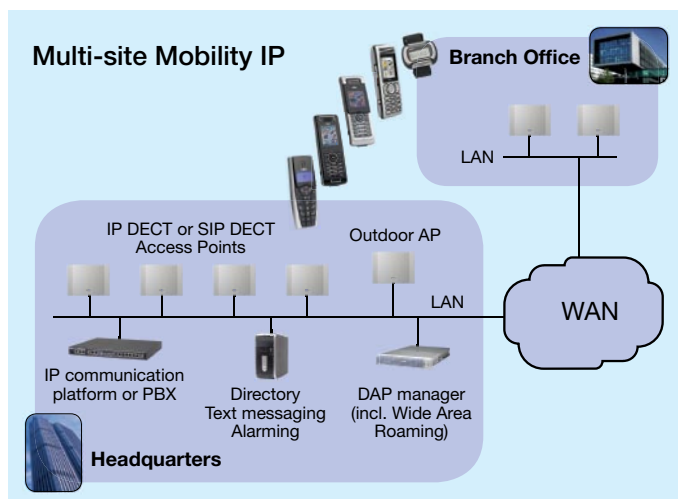 Multi-site Mobility IP
Branch Office
LAN
IP DECT or SIP DECT
Access Points
Outdoor AP
LAN
WAN
IP communication
platform or PBX
Directory
Text messaging
Alarming
DAP manager
(incl. Wide Area
Roaming)
Headquarters